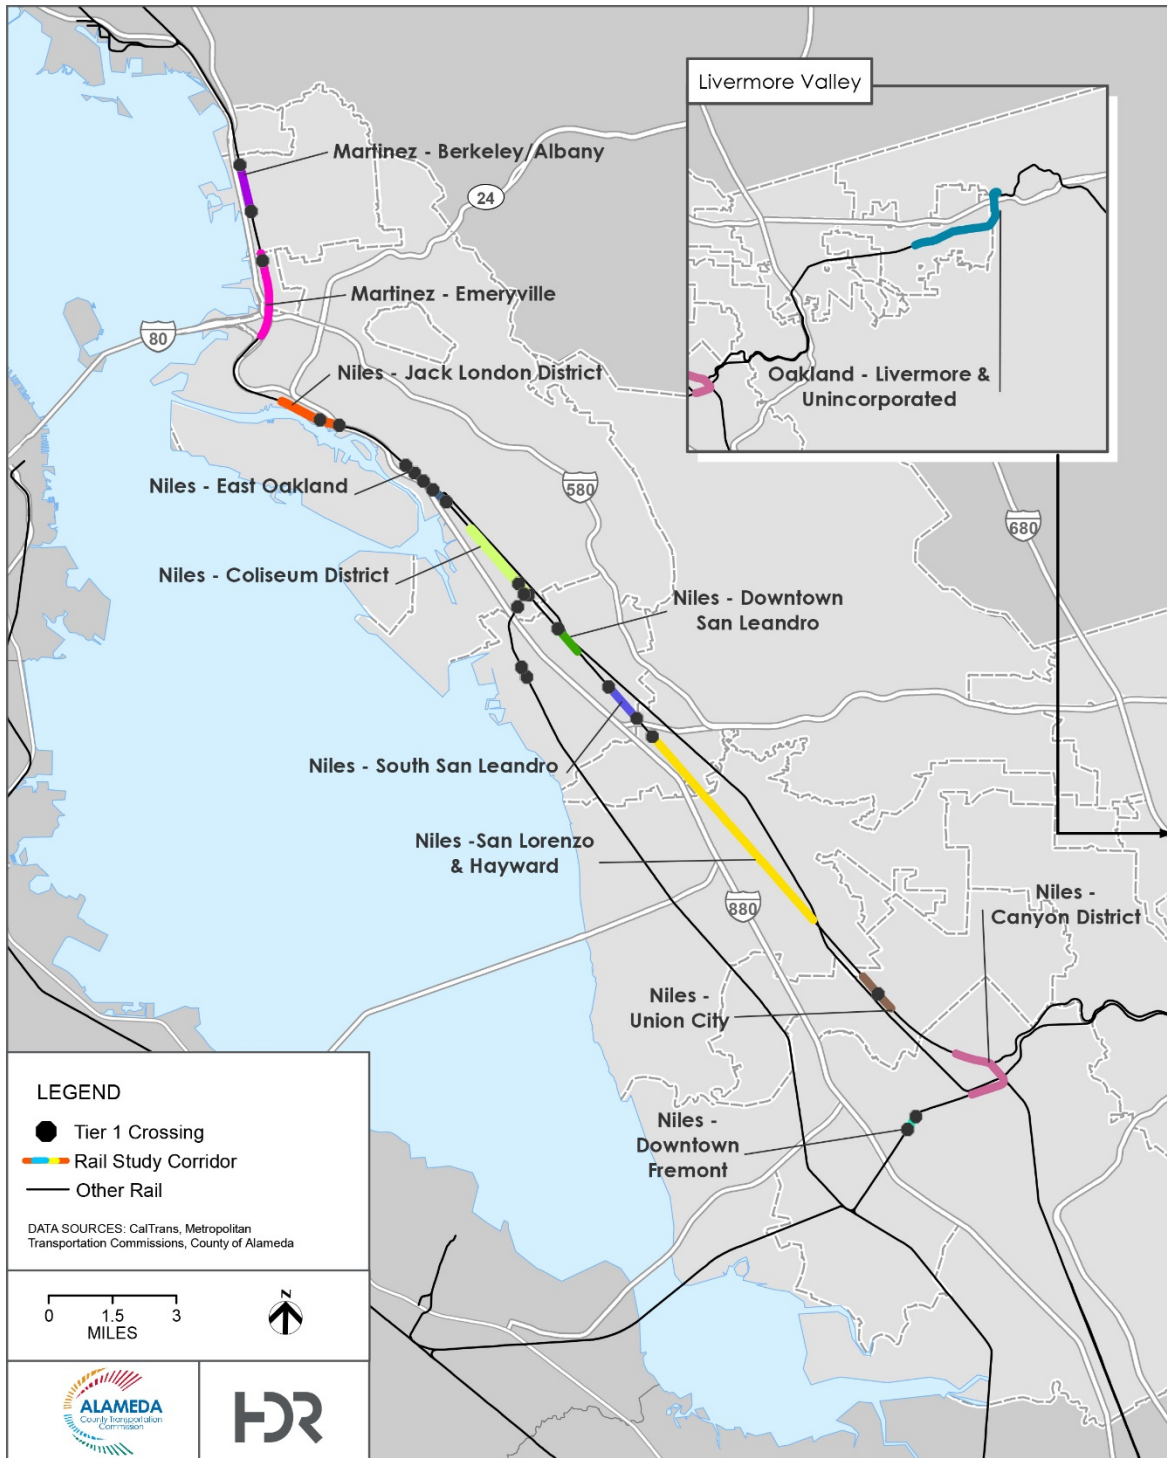 Livermore Valley
Martinez - Berkeley/Albany
24
Martinez - Emeryville
80
Niles - Jack London District
Oakland - Livermore &
Unincorporated
Niles - East Oakland
580
680
Niles - Coliseum District
Niles - Downtown
San Leandro
Niles - South San Leandro
Niles -San Lorenzo
& Hayward
880
Niles -
Canyon District
Niles -
Union City
Niles -
Downtown
Fremont
LEGEND
Tier 1 Crossing
Rail Study Corridor
Other Rail
DATA SOURCES: CalTrans, Metropolitan
Transportation Commissions, County of Alameda
0 1.5 3
MILES
N
ALAMEDA
County Transportation
Commission
HDR